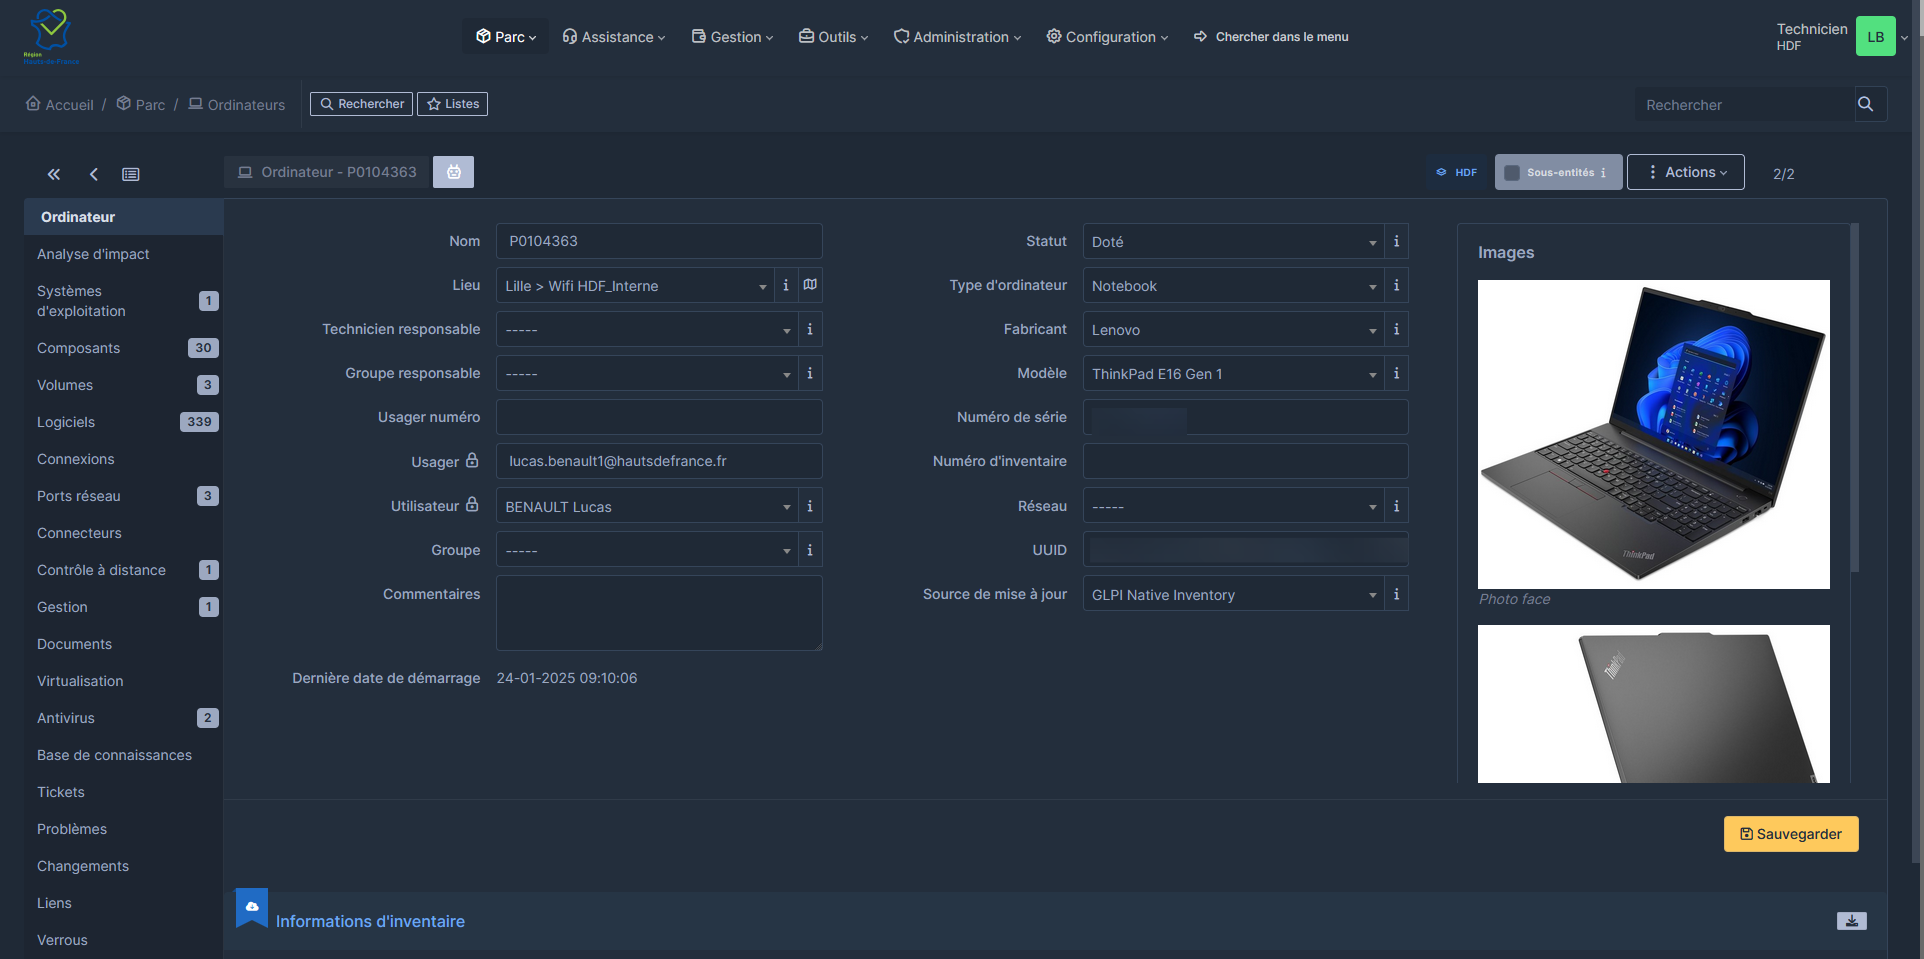 Région
Hauts-de-France
Parc
Assistance
Gestion
Outils
Administration
Configuration
Chercher dans le menu
Technicien
HDF
LB
Accueil / Parc / Ordinateurs
Rechercher
Listes
Rechercher
Ordinateur - P0104363
HDF
Sous-entités i
Actions
2/2
Ordinateur
Analyse d'impact
Systèmes
d'exploitation
1
Composants 30
Volumes 3
Logiciels 339
Connexions
Ports réseau 3
Connecteurs
Contrôle à distance 1
Gestion 1
Documents
Virtualisation
Antivirus 2
Base de connaissances
Tickets
Problèmes
Changements
Liens
Verrous
Nom P0104363
Lieu Lille > Wifi HDF_Interne i
Technicien responsable ----- i
Groupe responsable ----- i
Usager numéro
Usager lucas.benault1@hautsdefrance.fr
Utilisateur BENAULT Lucas i
Groupe ----- i
Commentaires
Dernière date de démarrage 24-01-2025 09:10:06
Statut Doté i
Type d'ordinateur Notebook i
Fabricant Lenovo i
Modèle ThinkPad E16 Gen 1 i
Numéro de série
Numéro d'inventaire
Réseau ----- i
UUID
Source de mise à jour GLPI Native Inventory i
Images
ThinkPad
Photo face
ThinkPad
Sauvegarder
Informations d'inventaire